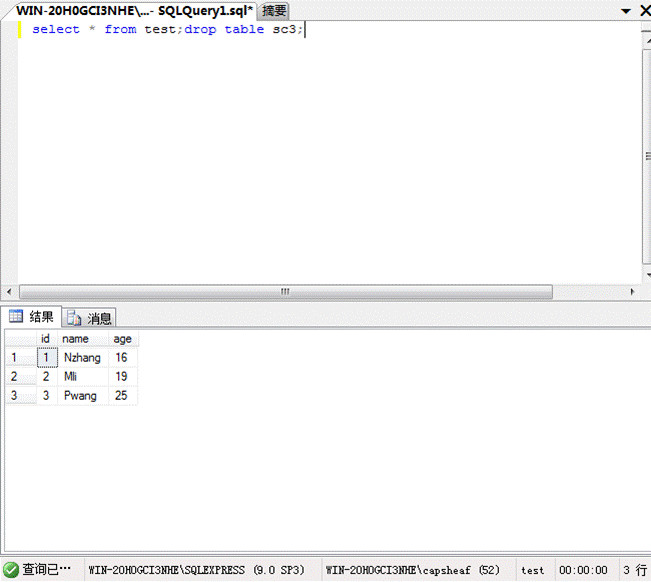 WIN-20H0GCI3NHE\...- SQLQuery1.sql* 摘要
select * from test;drop table sc3;
结果 消息
id name age
1 1 Nzhang 16
2 2 Mli 19
3 3 Pwang 25
查询已··· WIN-20H0GCI3NHE\SQLEXPRESS (9.0 SP3) WIN-20H0GCI3NHE\capsheaf (52) test 00:00:00 3 行